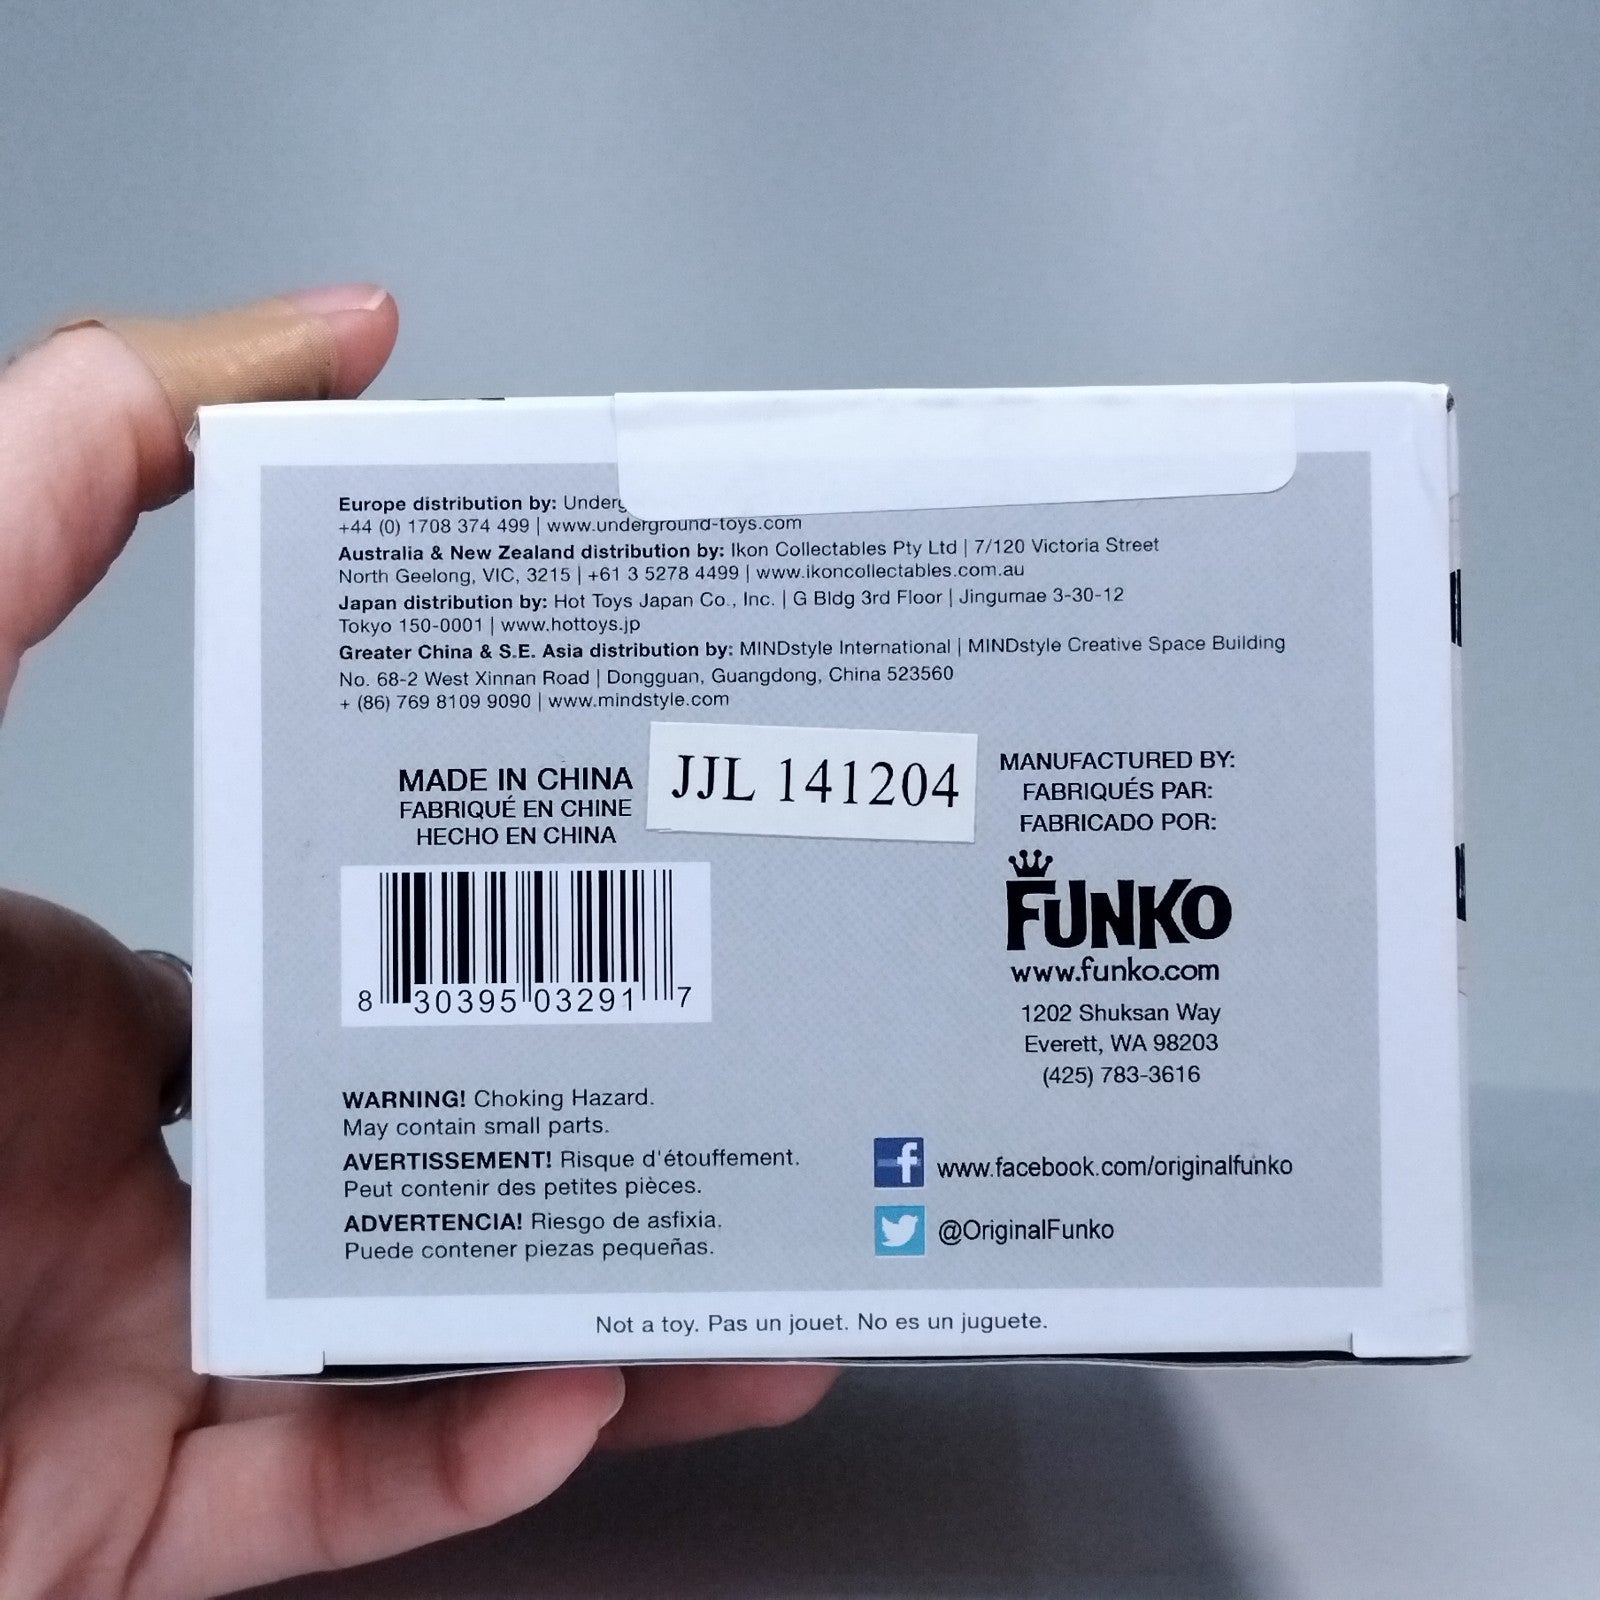 Europe distribution by:
+44 (0) 1708 374 499 | www.underground-toys.com
Australia & New Zealand distribution by: Ikon Collectables Pty Ltd | 7/120 Victoria Street
North Geelong, VIC, 3215 | +61 3 5278 4499 | www.ikoncollectables.com.au
Japan distribution by: Hot Toys Japan Co., Inc. | G Bldg 3rd Floor | Jingumae 3-30-12
Tokyo 150-0001 | www.hottoys.jp
Greater China & S.E. Asia distribution by: MINDstyle International | MINDstyle Creative Space Building
No. 68-2 West Xinnan Road | Dongguan, Guangdong, China 523560
+ (86) 769 8109 9090 | www.mindstyle.com
MADE IN CHINA
FABRIQUÉ EN CHINE
HECHO EN CHINA
JJL 141204
MANUFACTURED BY:
FABRIQUÉS PAR:
FABRICADO POR:
FUNKO
www.funko.com
1202 Shuksan Way
Everett, WA 98203
(425) 783-3616
8 30395 03291 7
WARNING! Choking Hazard.
May contain small parts.
AVERTISSEMENT! Risque d'étouffement.
Peut contenir des petites pièces.
ADVERTENCIA! Riesgo de asfixia.
Puede contener piezas pequeñas.
f www.facebook.com/originalfunko
@OriginalFunko
Not a toy. Pas un jouet. No es un juguete.